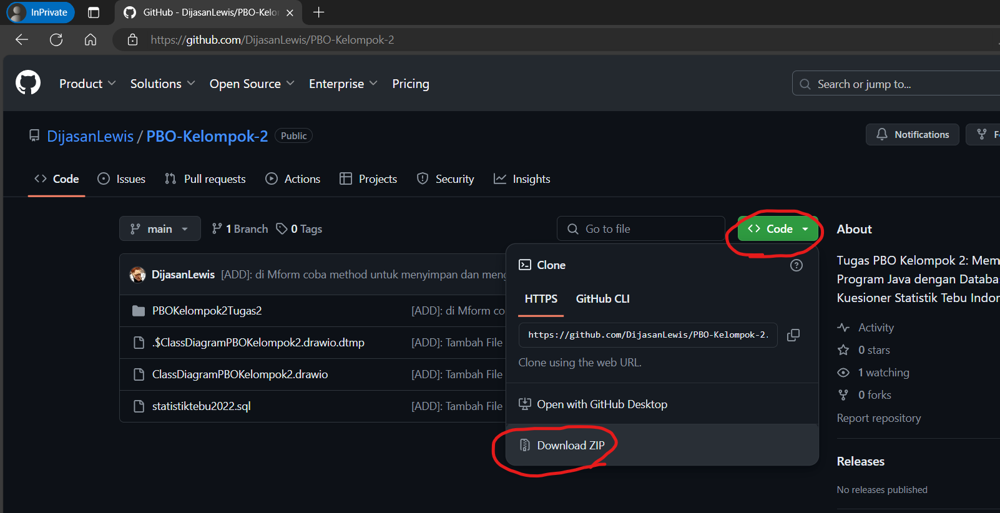 InPrivate
GitHub - DijasanLewis/PBO-Kelo
https://github.com/DijasanLewis/PBO-Kelompok-2
Product Solutions Open Source Enterprise Pricing
Search or jump to...
DijasanLewis / PBO-Kelompok-2 Public
Notifications
Code Issues Pull requests Actions Projects Security Insights
main 1 Branch 0 Tags
Go to file
Code
About
Tugas PBO Kelompok 2: Mem
Program Java dengan Databa
Kuesioner Statistik Tebu Indo
DijasanLewis [ADD]: di Mform coba method untuk menyimpan dan meng
PBOKelompok2Tugas2 [ADD]: di Mform co
.$ClassDiagramPBOKelompok2.drawio.dtmp [ADD]: Tambah File
ClassDiagramPBOKelompok2.drawio [ADD]: Tambah File
statistiktebu2022.sql [ADD]: Tambah File
Clone
HTTPS GitHub CLI
https://github.com/DijasanLewis/PBO-Kelompok-2.
Clone using the web URL.
Open with GitHub Desktop
Download ZIP
Activity
0 stars
1 watching
0 forks
Report repository
Releases
No releases published